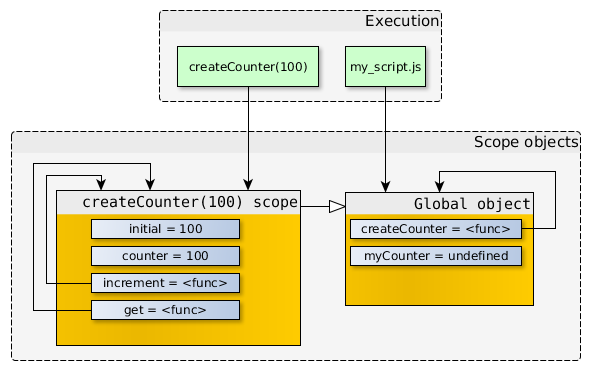 Execution
createCounter(100)
my_script.js
Scope objects
createCounter(100) scope
initial = 100
counter = 100
increment = <func>
get = <func>
Global object
createCounter = <func>
myCounter = undefined